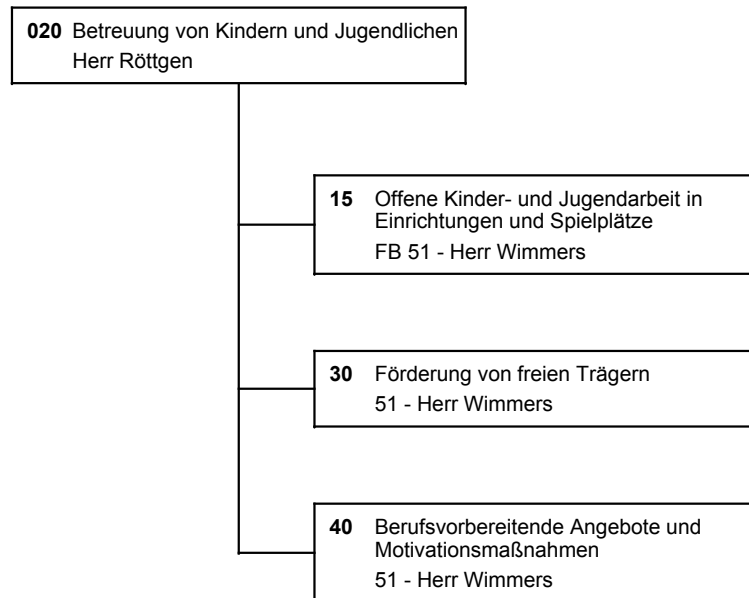 020 Betreuung von Kindern und Jugendlichen
Herr Röttgen
15 Offene Kinder- und Jugendarbeit in
Einrichtungen und Spielplätze
FB 51 - Herr Wimmers
30 Förderung von freien Trägern
51 - Herr Wimmers
40 Berufsvorbereitende Angebote und
Motivationsmaßnahmen
51 - Herr Wimmers